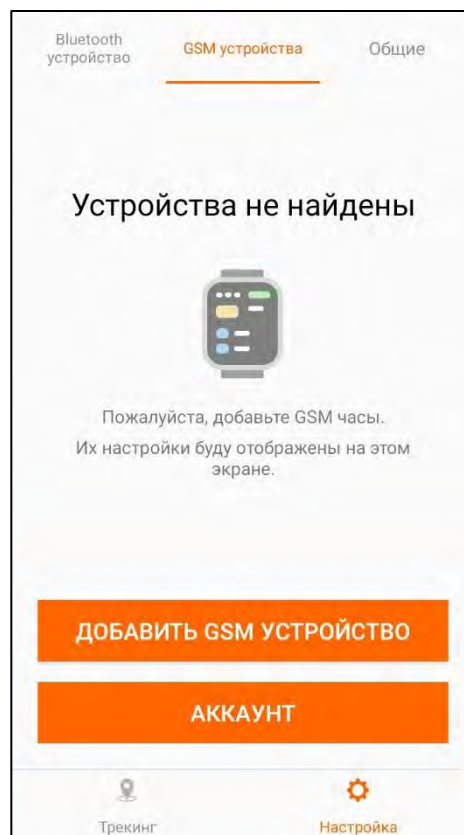 Bluetooth
устройство
GSM устройства
Общие
Устройства не найдены
Пожалуйста, добавьте GSM часы.
Их настройки буду отображены на этом
экране.
ДОБАВИТЬ GSM УСТРОЙСТВО
АККАУНТ
Трекинг
Настройка